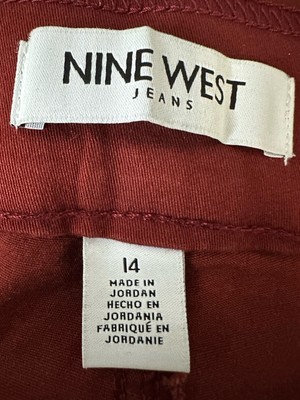 NINE WEST
JEANS
14
MADE IN
JORDAN
HECHO EN
JORDANIA
FABRIQUÉ EN
JORDANIE